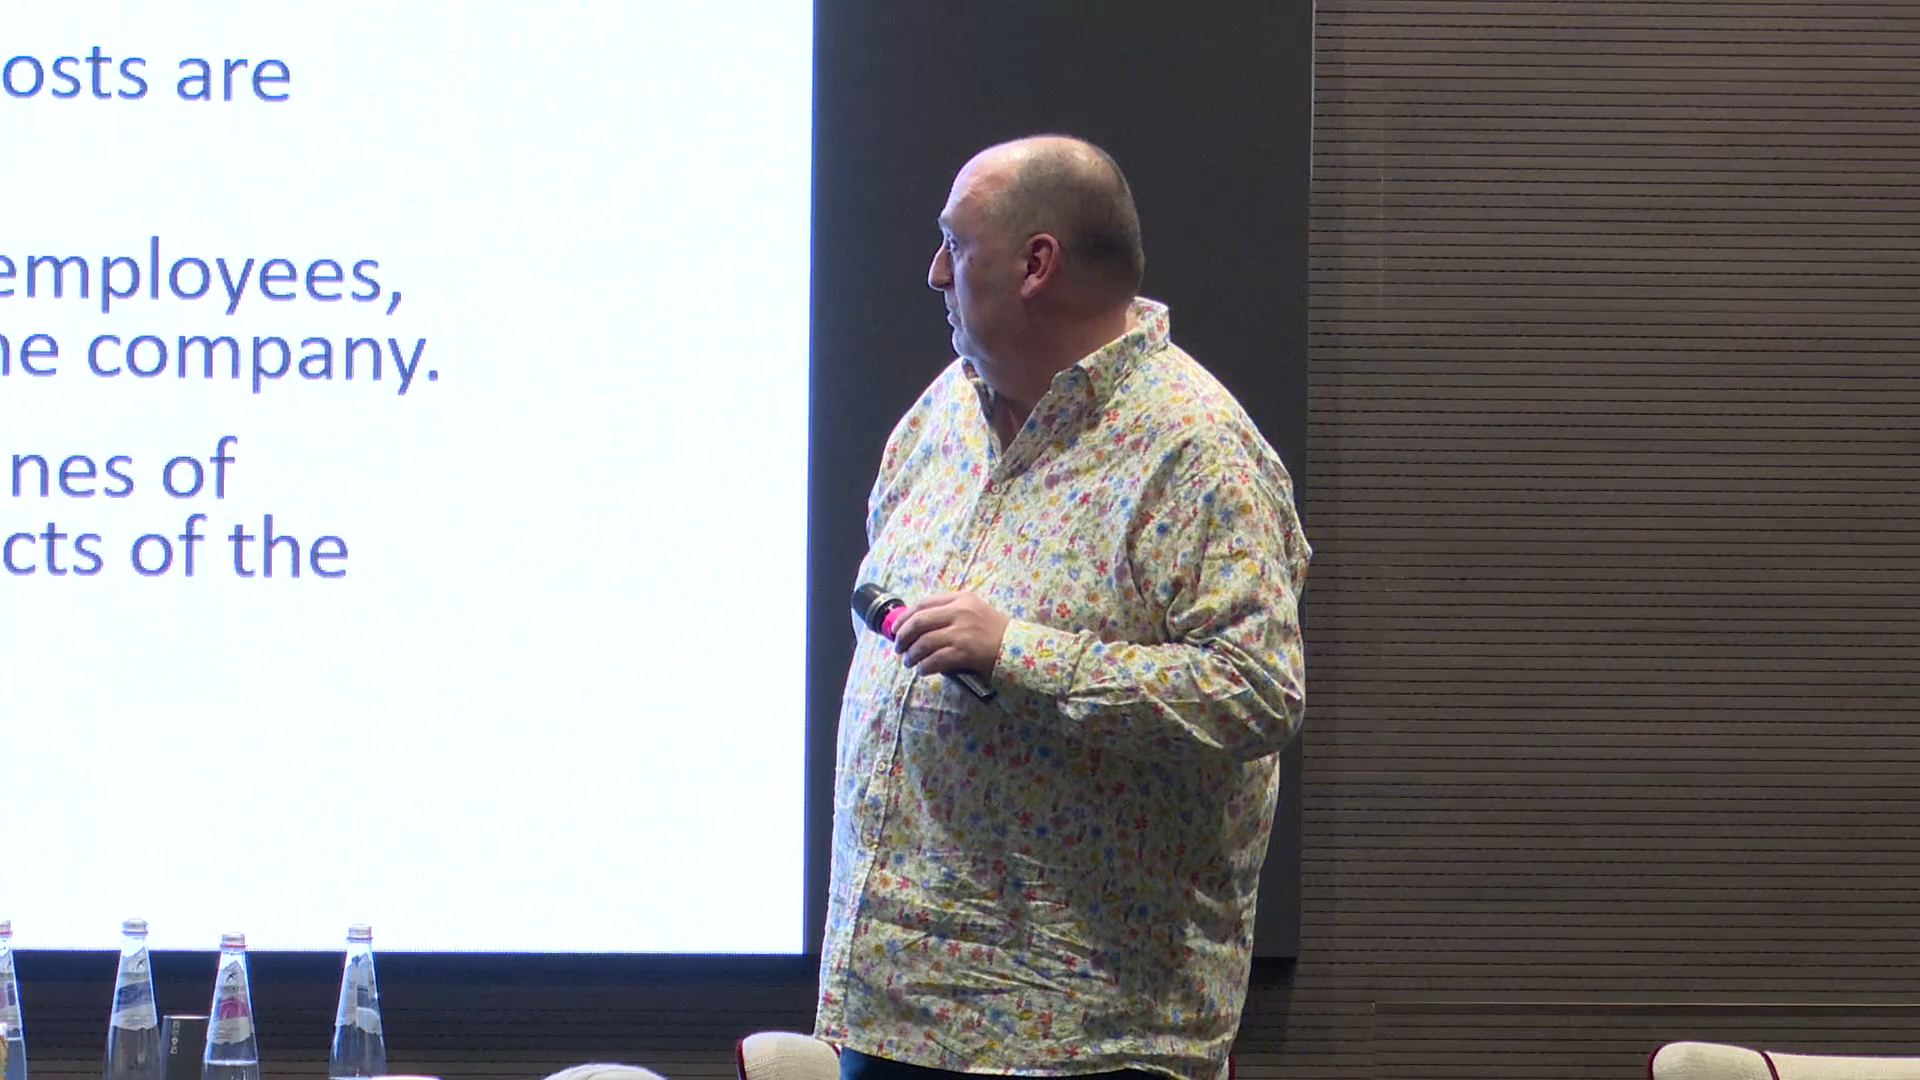 osts are
employees,
ne company.
nes of
cts of the